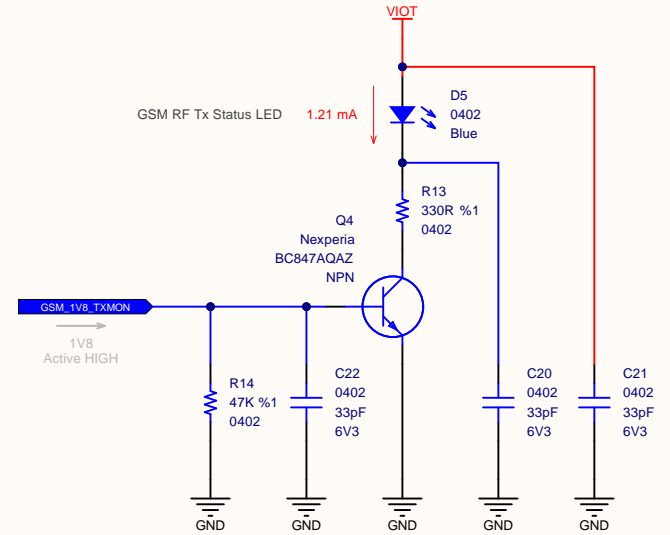 VIOT
GSM RF Tx Status LED
1.21 mA
D5
0402
Blue
R13
330R %1
0402
Q4
Nexperia
BC847AQAZ
NPN
GSM_1V8_TXMON
1V8
Active HIGH
R14
47K %1
0402
C22
0402
33pF
6V3
C20
0402
33pF
6V3
C21
0402
33pF
6V3
GND
GND
GND
GND
GND